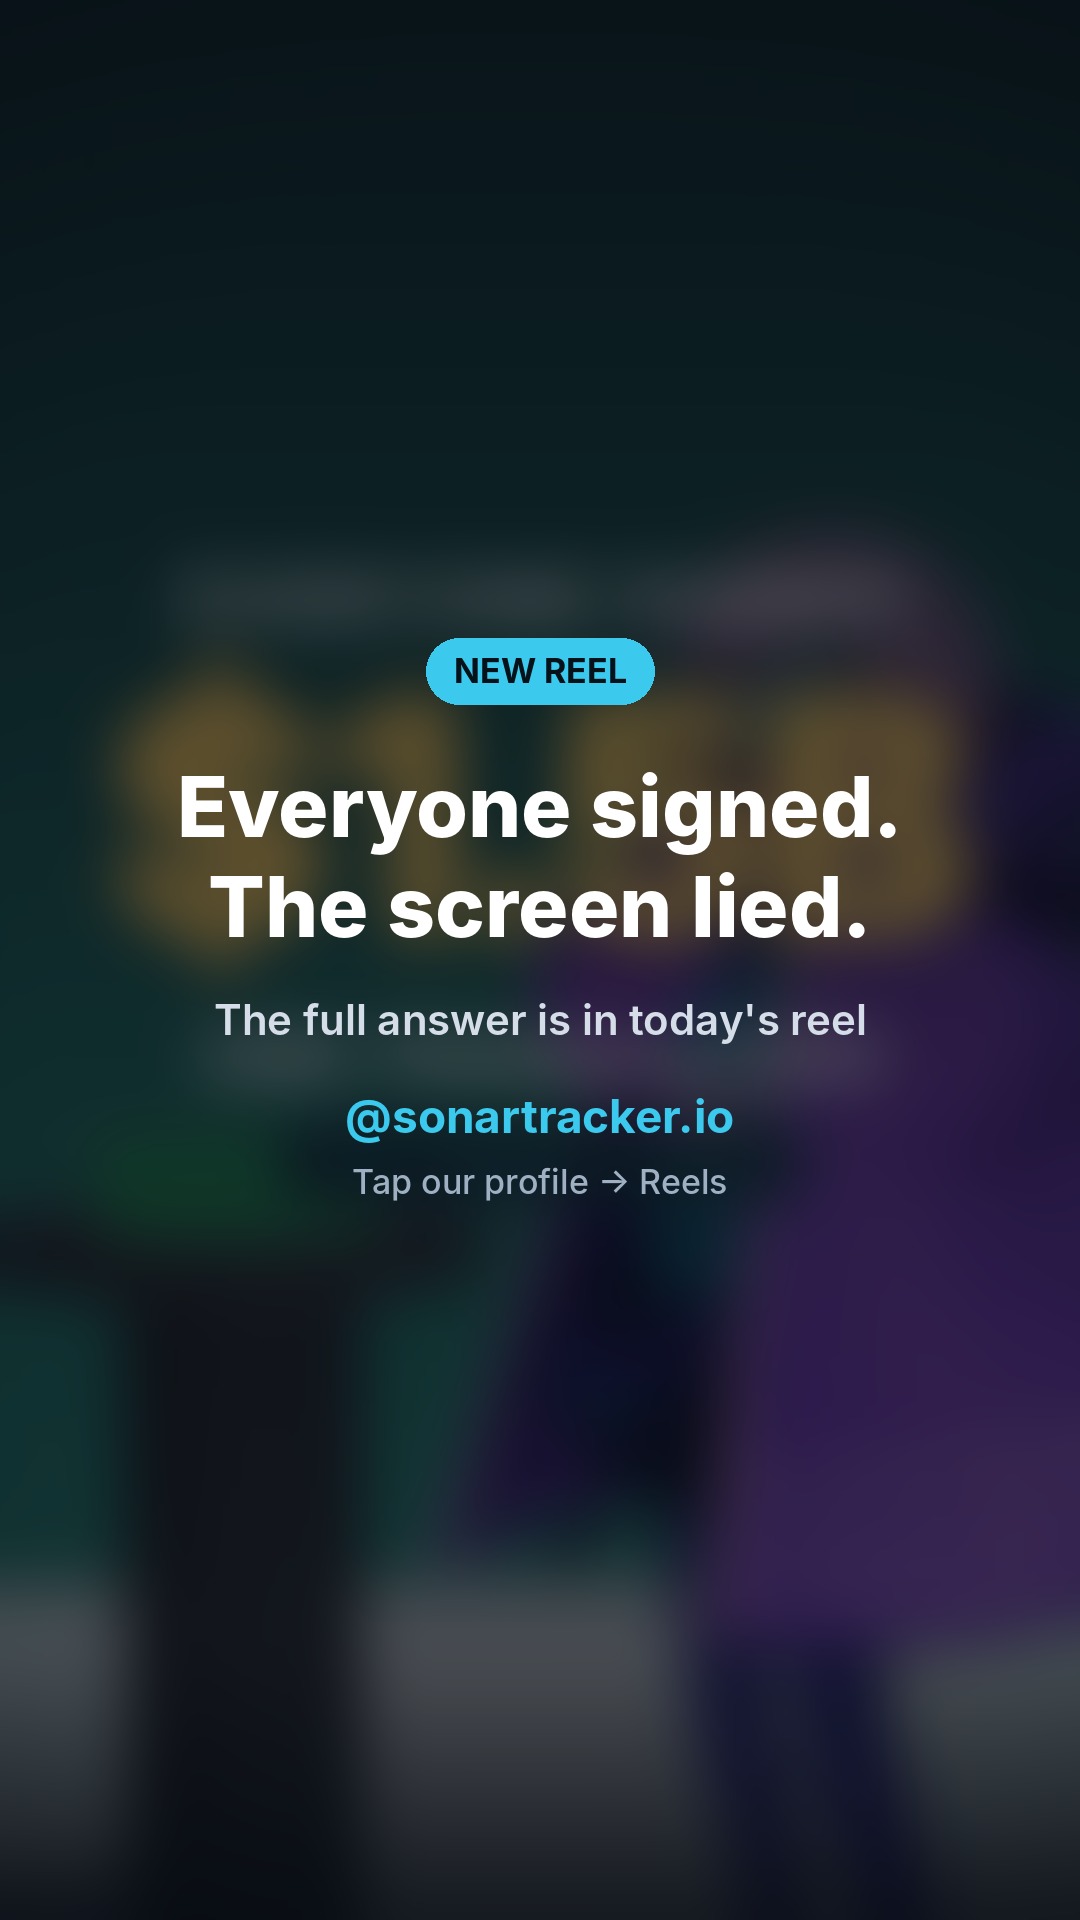 NEW REEL
Everyone signed.
The screen lied.
The full answer is in today's reel
@sonartracker.io
Tap our profile → Reels